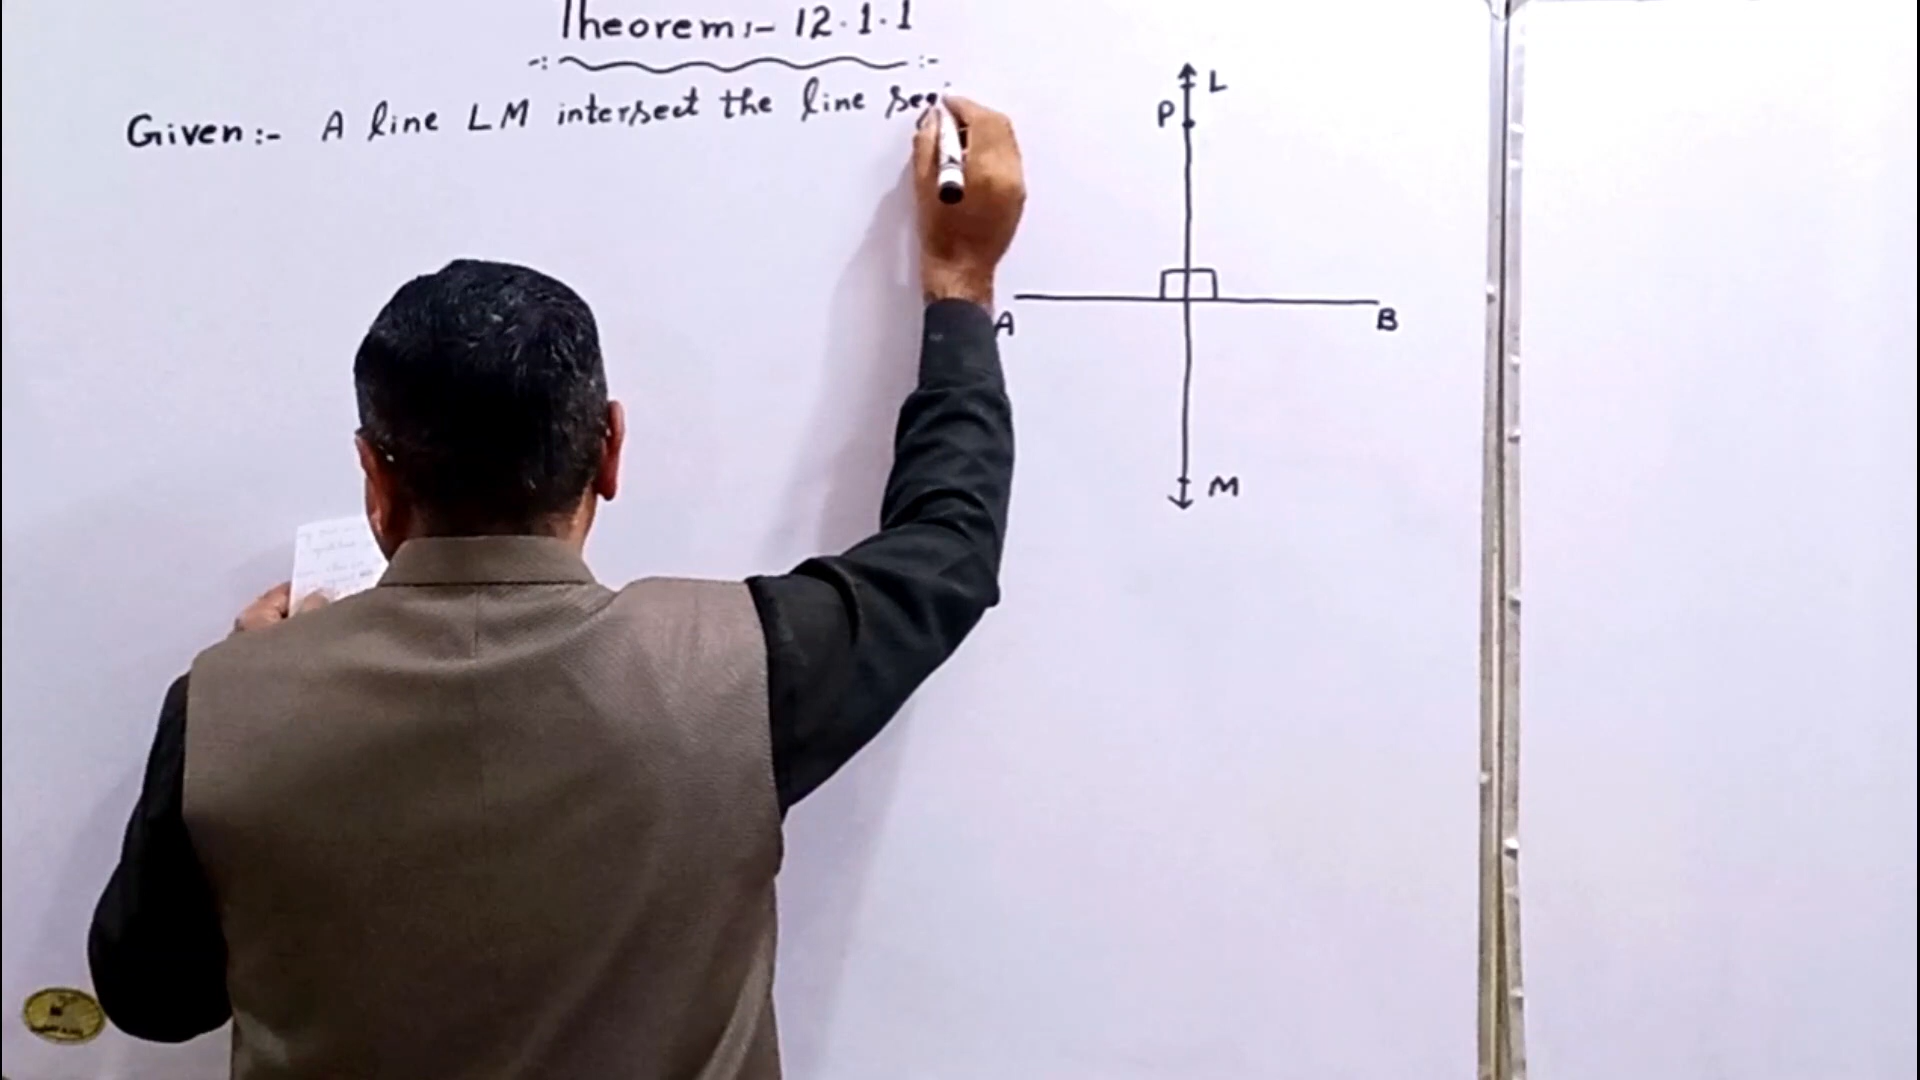 Theorem:- 12.1.1
-: :-
Given:- A line LM intersect the line seg
L
P
A
B
M